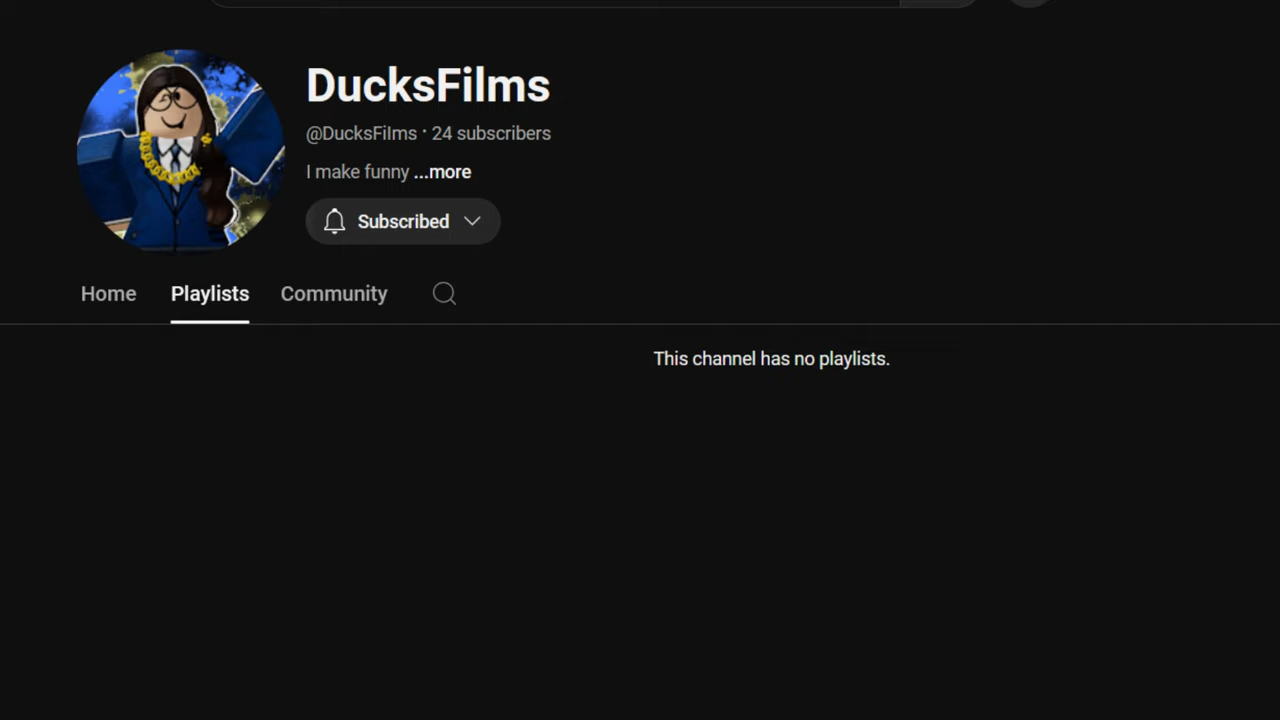 DucksFilms
@DucksFilms · 24 subscribers
I make funny ...more
Subscribed
Home Playlists Community
This channel has no playlists.